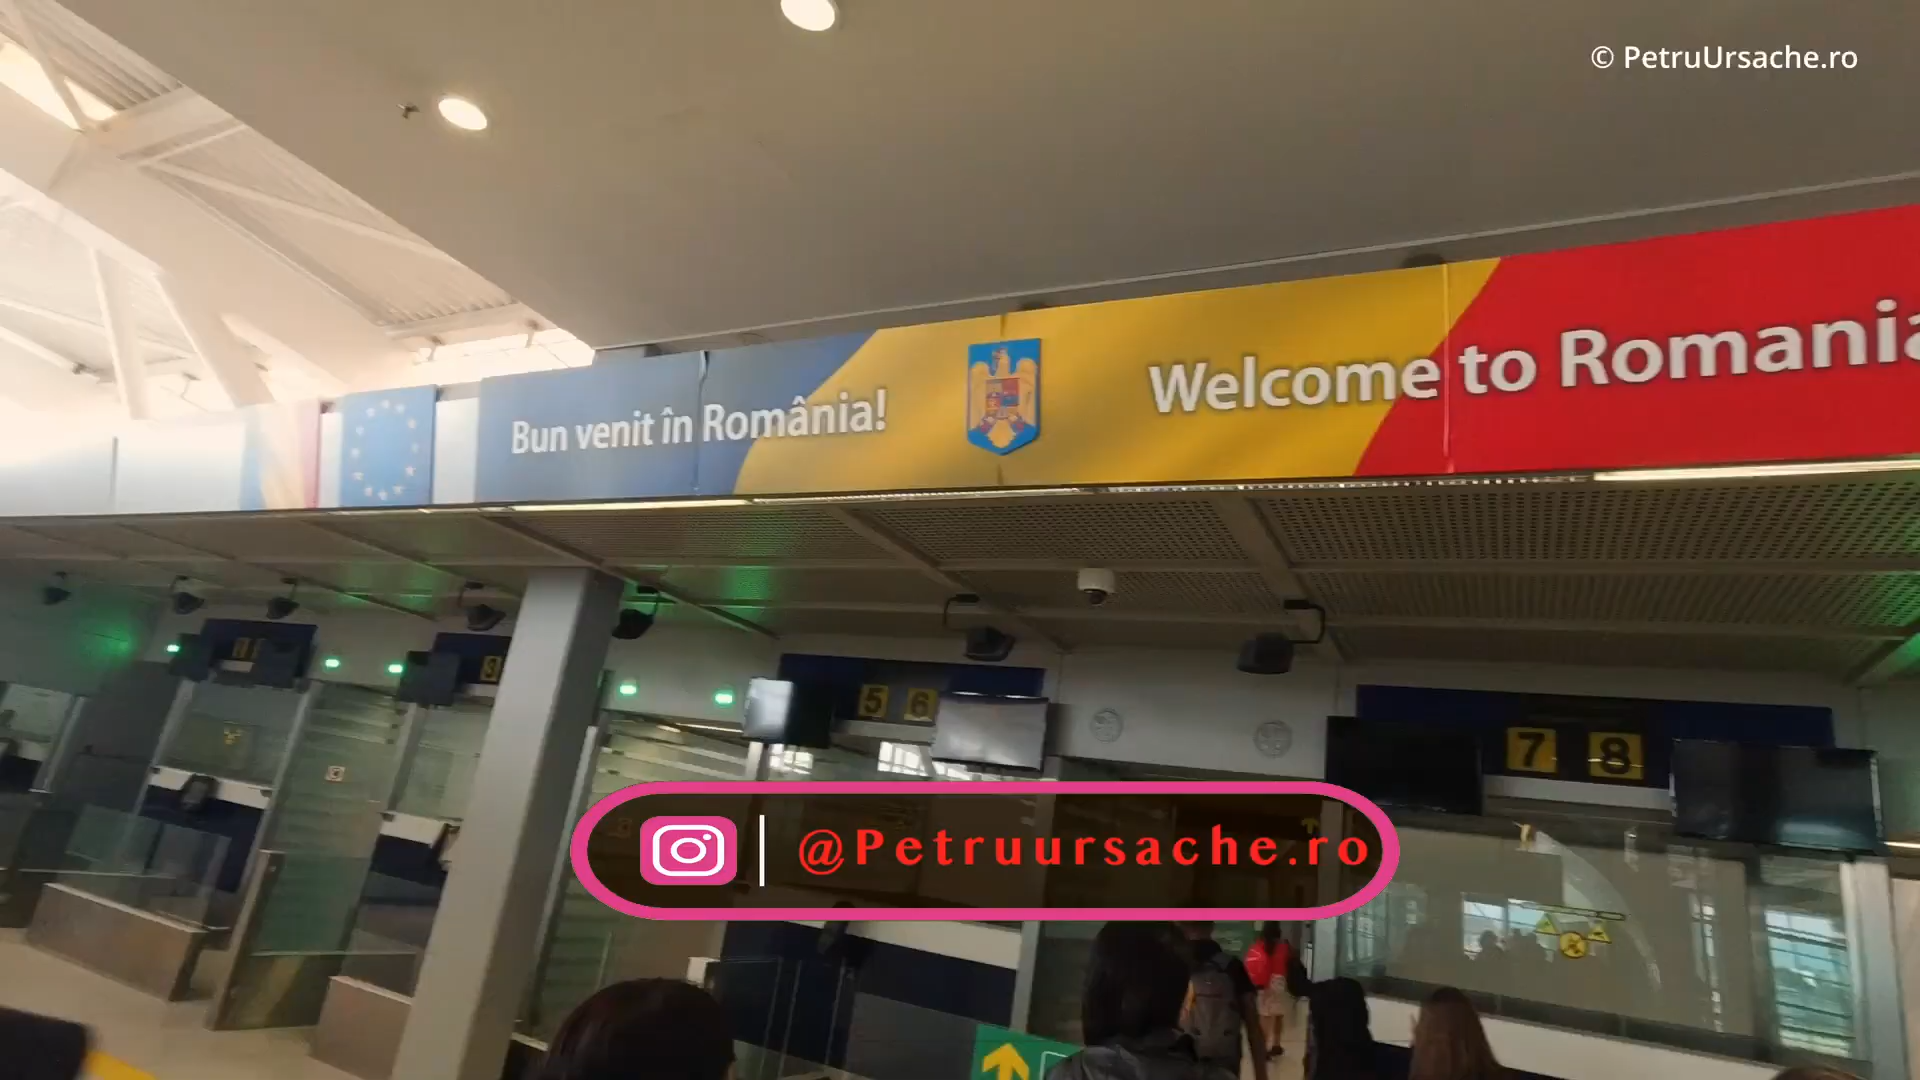 © PetruUrsache.ro
Bun venit în România!
Welcome to Romania
5 6
7 8
@Petruursache.ro